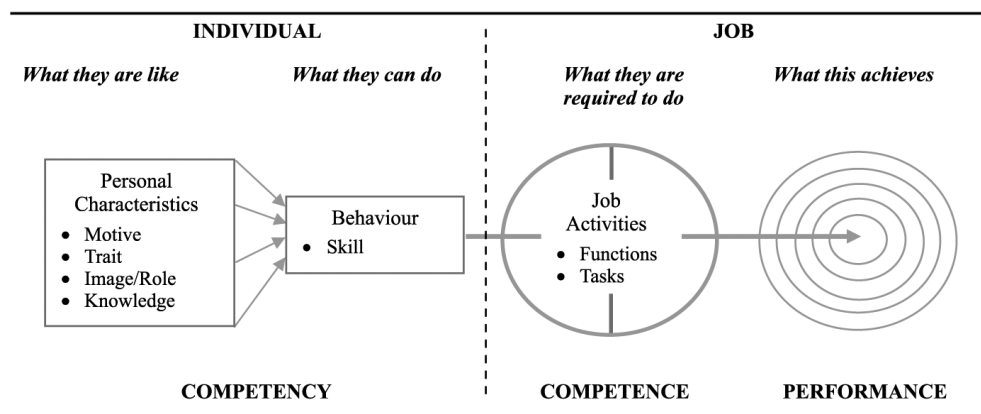 INDIVIDUAL
JOB
What they are like
What they can do
What they are
required to do
What this achieves
Personal
Characteristics
● Motive
● Trait
● Image/Role
● Knowledge
Behaviour
● Skill
Job
Activities
● Functions
● Tasks
COMPETENCY
COMPETENCE
PERFORMANCE